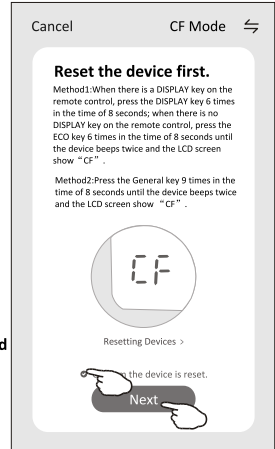 Cancel CF Mode
Reset the device first.
Method1:When there is a DISPLAY key on the
remote control, press the DISPLAY key 6 times
in the time of 8 seconds; when there is no
DISPLAY key on the remote control, press the
ECO key 6 times in the time of 8 seconds until
the device beeps twice and the LCD screen
show “CF”.
Method2:Press the General key 9 times in the
time of 8 seconds until the device beeps twice
and the LCD screen show “CF”.
CF
Resetting Devices >
the device is reset.
Next